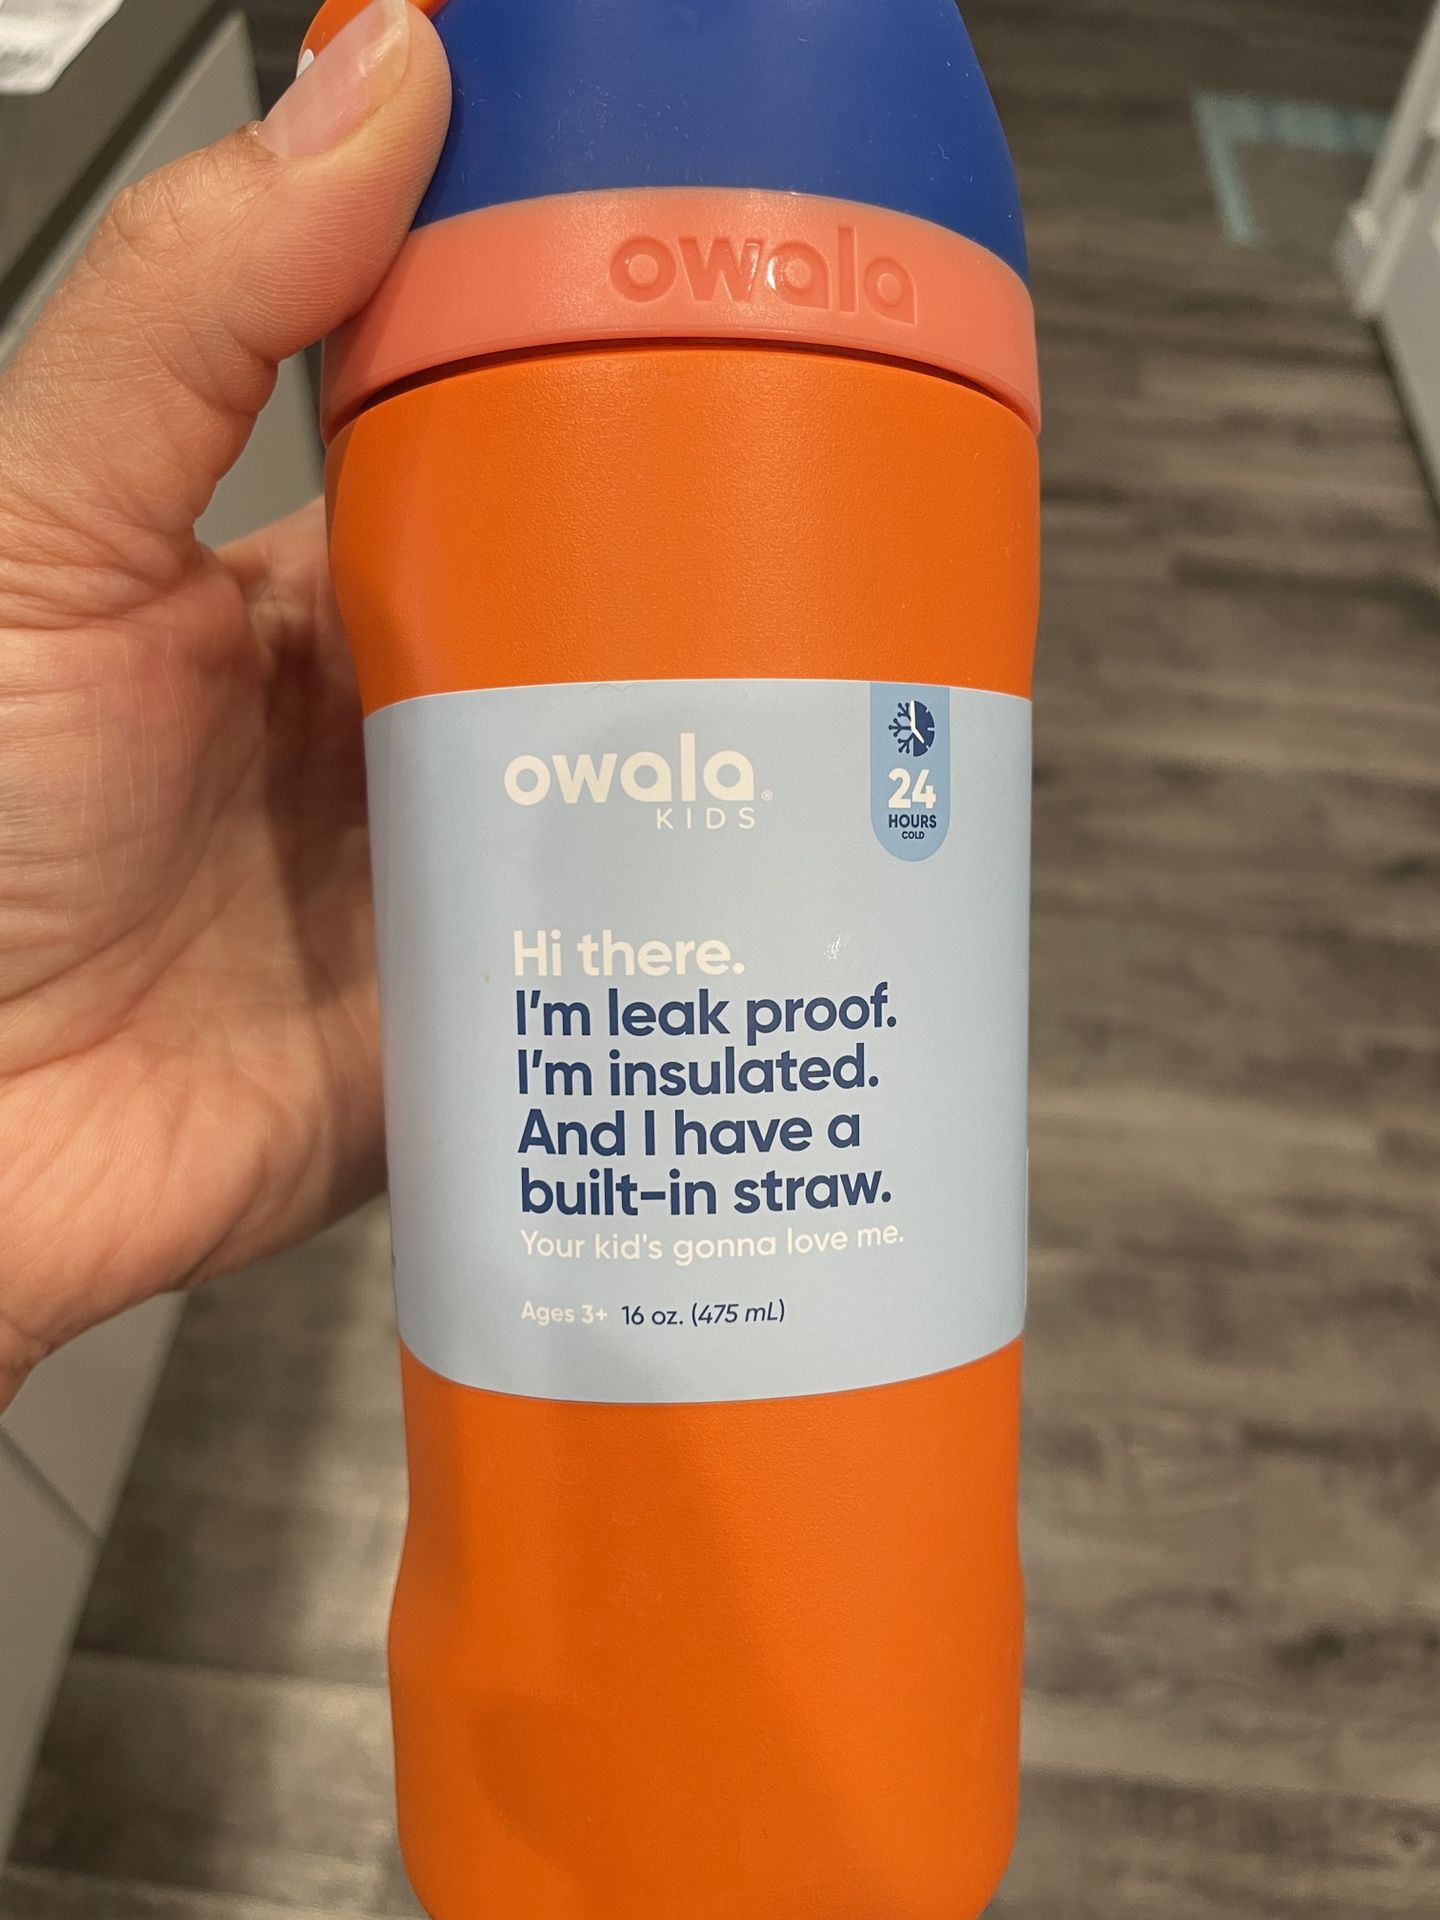 owala
owala®
KIDS
24
HOURS
COLD
Hi there.
I'm leak proof.
I'm insulated.
And I have a
built-in straw.
Your kid's gonna love me.
Ages 3+ 16 oz. (475 mL)